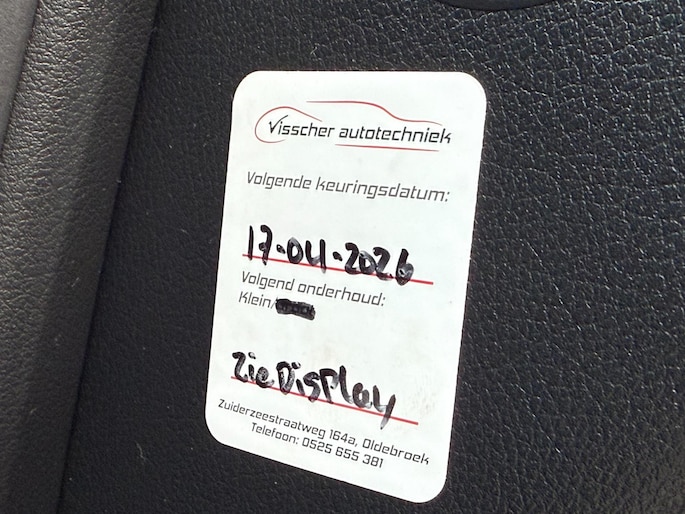 Visscher autotechniek
Volgende keuringsdatum:
17-04-2026
Volgend onderhoud:
Klein/
Zie Display
Zuiderzeestraatweg 164a, Oldebroek
Telefoon: 0525 655 381